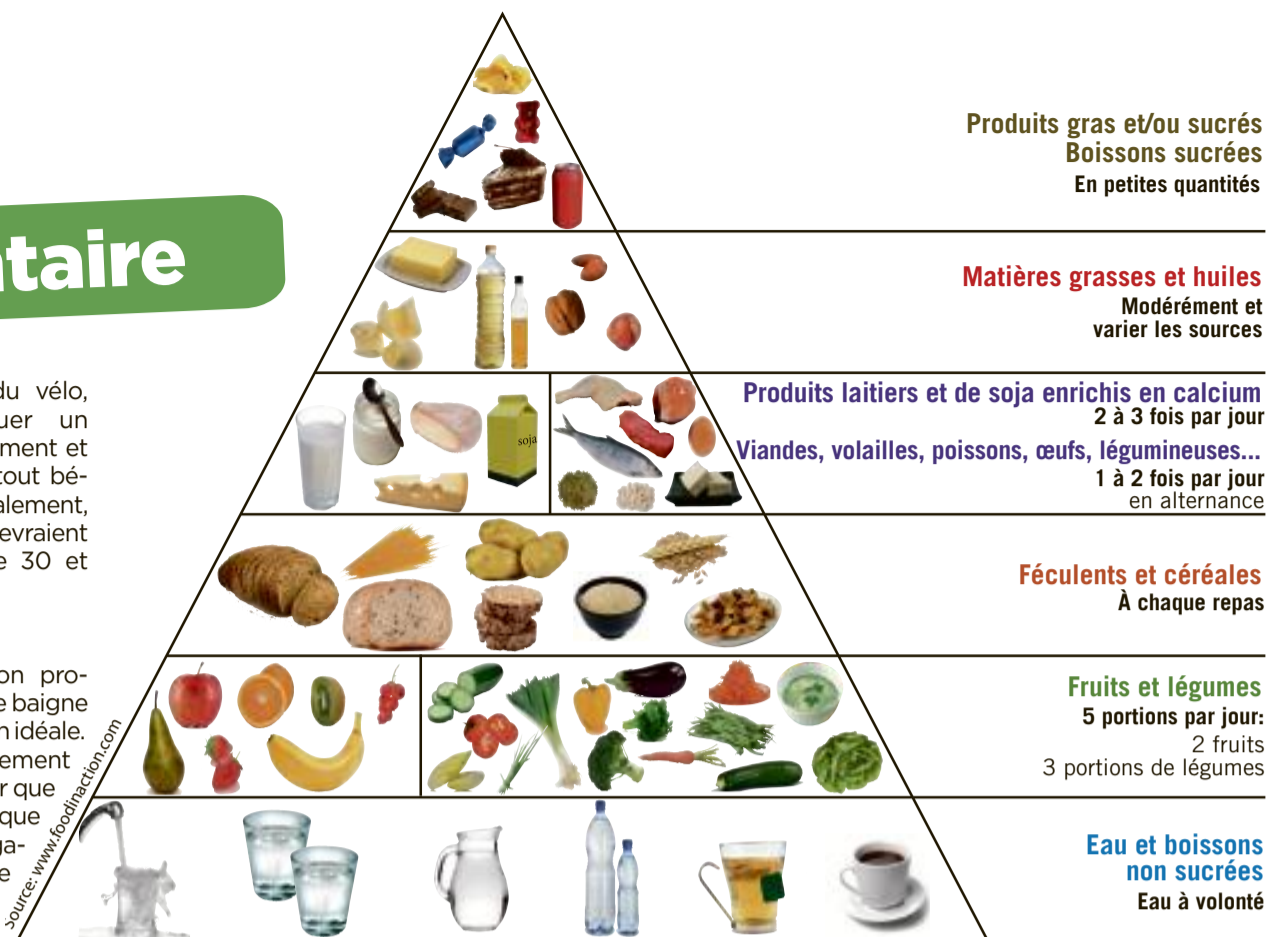 taire
du vélo,
uer un
ment et
tout bé-
alement,
evraient
e 30 et
on pro-
e baigne
n idéale.
ement
r que
que
ga-
e
Source: www.foodinaction.com
soja
Produits gras et/ou sucrés
Boissons sucrées
En petites quantités
Matières grasses et huiles
Modérément et
varier les sources
Produits laitiers et de soja enrichis en calcium
2 à 3 fois par jour
Viandes, volailles, poissons, œufs, légumineuses...
1 à 2 fois par jour
en alternance
Féculents et céréales
À chaque repas
Fruits et légumes
5 portions par jour:
2 fruits
3 portions de légumes
Eau et boissons
non sucrées
Eau à volonté